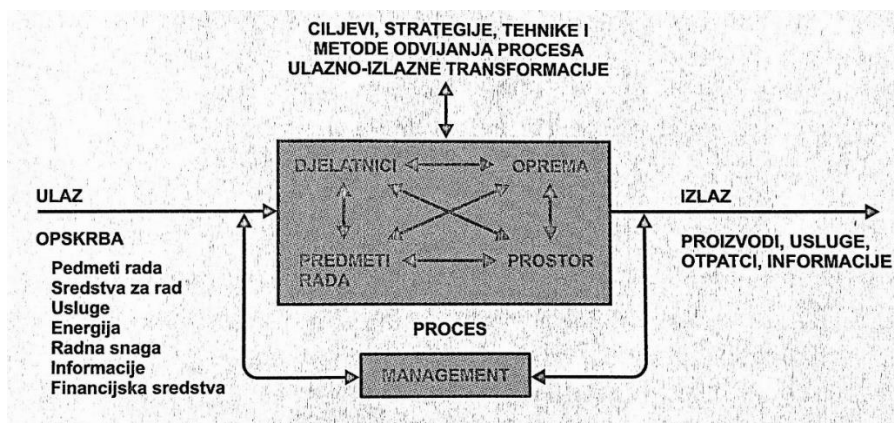 CILJEVI, STRATEGIJE, TEHNIKE I
METODE ODVIJANJA PROCESA
ULAZNO-IZLAZNE TRANSFORMACIJE
DJELATNICI
OPREMA
ULAZ
IZLAZ
OPSKRBA
PREDMETI
RADA
PROSTOR
PROIZVODI, USLUGE,
OTPATCI, INFORMACIJE
Pedmeti rada
Sredstva za rad
Usluge
Energija
Radna snaga
Informacije
Financijska sredstva
PROCES
MANAGEMENT